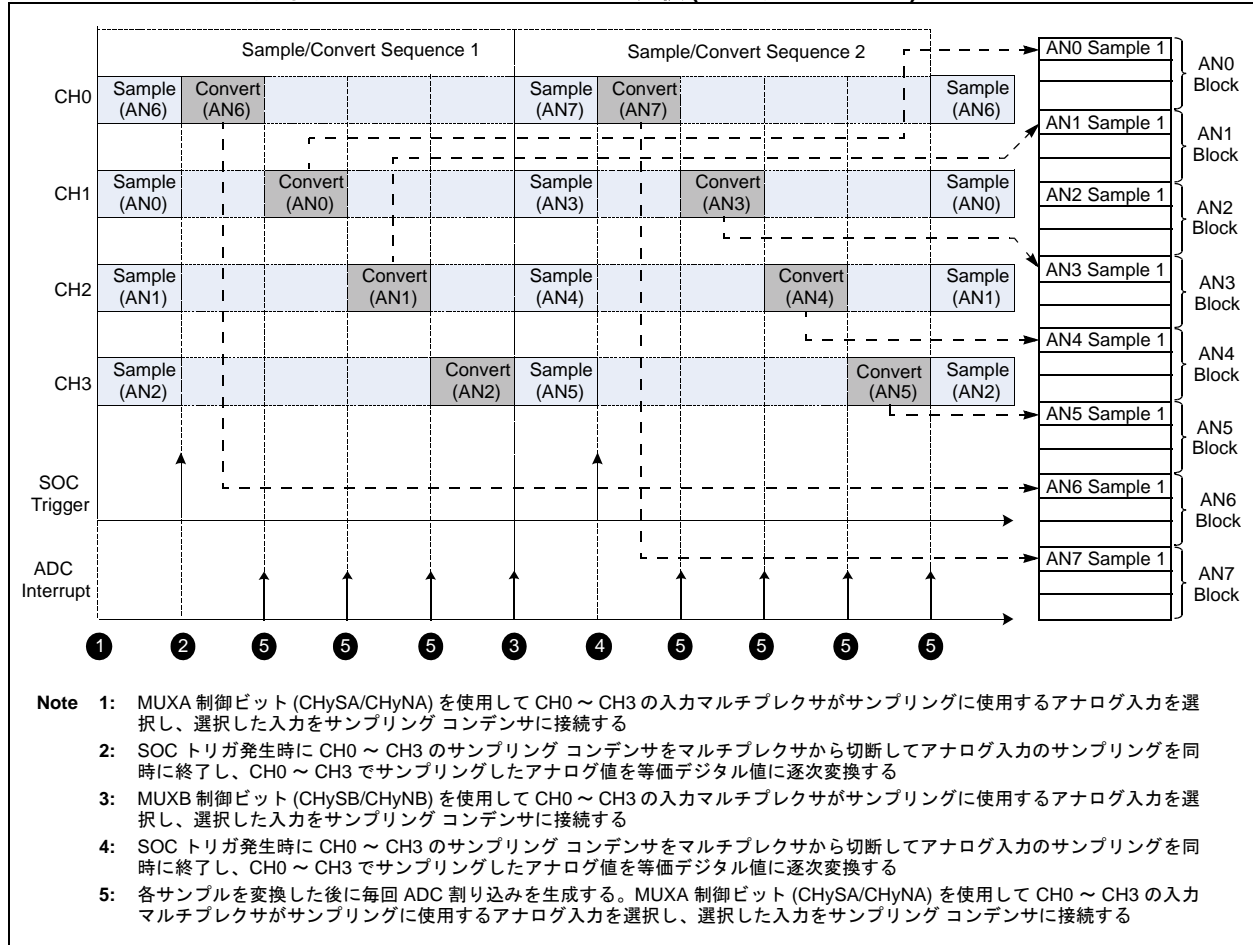 Sample/Convert Sequence 1
Sample/Convert Sequence 2
CH0
Sample
(AN6)
Convert
(AN6)
Sample
(AN7)
Convert
(AN7)
Sample
(AN6)
CH1
Sample
(AN0)
Convert
(AN0)
Sample
(AN3)
Convert
(AN3)
Sample
(AN0)
CH2
Sample
(AN1)
Convert
(AN1)
Sample
(AN4)
Convert
(AN4)
Sample
(AN1)
CH3
Sample
(AN2)
Convert
(AN2)
Sample
(AN5)
Convert
(AN5)
Sample
(AN2)
SOC
Trigger
ADC
Interrupt
AN0 Sample 1
AN0
Block
AN1 Sample 1
AN1
Block
AN2 Sample 1
AN2
Block
AN3 Sample 1
AN3
Block
AN4 Sample 1
AN4
Block
AN5 Sample 1
AN5
Block
AN6 Sample 1
AN6
Block
AN7 Sample 1
AN7
Block
1 2 5 5 5 3 4 5 5 5 5
Note 1: MUXA 制御ビット (CHySA/CHyNA) を使用して CH0 ~ CH3 の入力マルチプレクサがサンプリングに使用するアナログ入力を選
択し、選択した入力をサンプリング コンデンサに接続する
2: SOC トリガ発生時に CH0 ~ CH3 のサンプリング コンデンサをマルチプレクサから切断してアナログ入力のサンプリングを同
時に終了し、CH0 ~ CH3 でサンプリングしたアナログ値を等価デジタル値に逐次変換する
3: MUXB 制御ビット (CHySB/CHyNB) を使用して CH0 ~ CH3 の入力マルチプレクサがサンプリングに使用するアナログ入力を選
択し、選択した入力をサンプリング コンデンサに接続する
4: SOC トリガ発生時に CH0 ~ CH3 のサンプリング コンデンサをマルチプレクサから切断してアナログ入力のサンプリングを同
時に終了し、CH0 ~ CH3 でサンプリングしたアナログ値を等価デジタル値に逐次変換する
5: 各サンプルを変換した後に毎回 ADC 割り込みを生成する。MUXA 制御ビット (CHySA/CHyNA) を使用して CH0 ~ CH3 の入力
マルチプレクサがサンプリングに使用するアナログ入力を選択し、選択した入力をサンプリング コンデンサに接続する